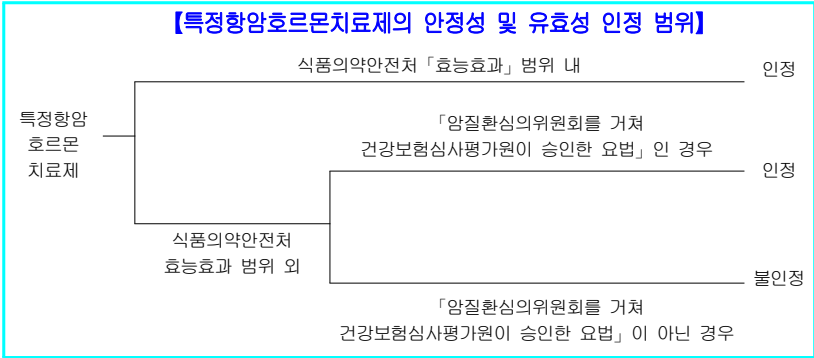 【특정항암호르몬치료제의 안정성 및 유효성 인정 범위】
식품의약안전처「효능효과」범위 내
인정
특정항암
호르몬
치료제
「암질환심의위원회를 거쳐
건강보험심사평가원이 승인한 요법」인 경우
인정
식품의약안전처
효능효과 범위 외
불인정
「암질환심의위원회를 거쳐
건강보험심사평가원이 승인한 요법」이 아닌 경우